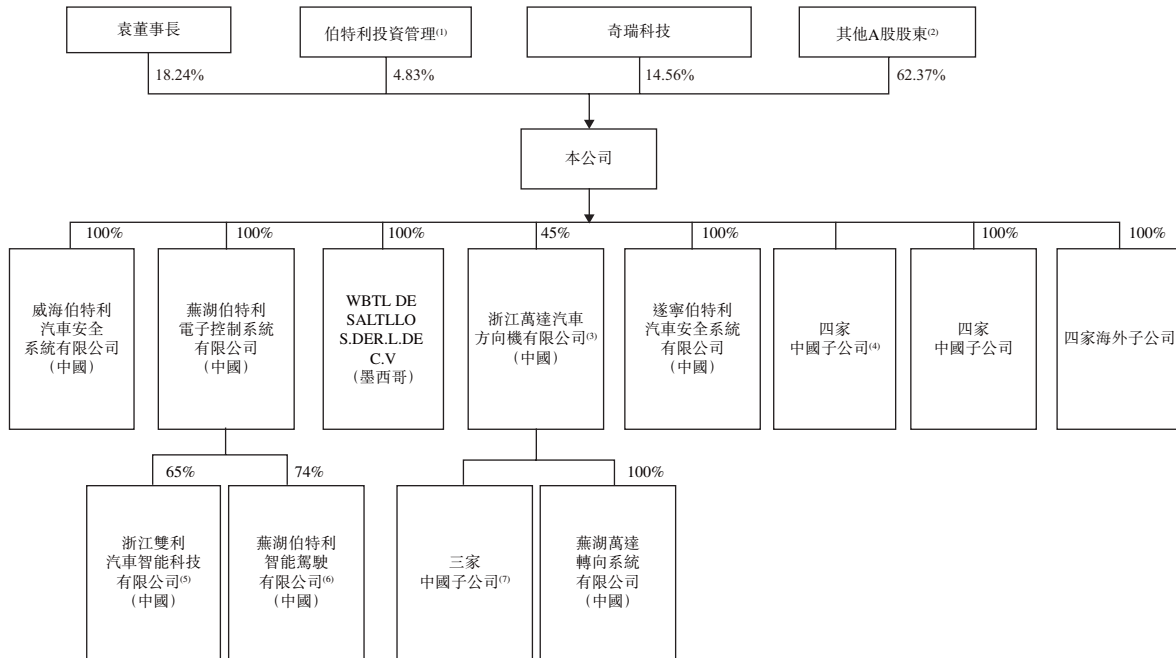 袁董事長
伯特利投資管理(1)
奇瑞科技
其他A股股東(2)
18.24%
4.83%
14.56%
62.37%
本公司
100%
100%
100%
45%
100%
100%
100%
威海伯特利
汽車安全
系統有限公司
(中國)
蕪湖伯特利
電子控制系統
有限公司
(中國)
WBTL DE
SALTLLO
S.DER.L.DE
C.V
(墨西哥)
浙江萬達汽車
方向機有限公司(3)
(中國)
遂寧伯特利
汽車安全系統
有限公司
(中國)
四家
中國子公司(4)
四家
中國子公司
四家海外子公司
65%
74%
100%
浙江雙利
汽車智能科技
有限公司(5)
(中國)
蕪湖伯特利
智能駕駛
有限公司(6)
(中國)
三家
中國子公司(7)
蕪湖萬達
轉向系統
有限公司
(中國)